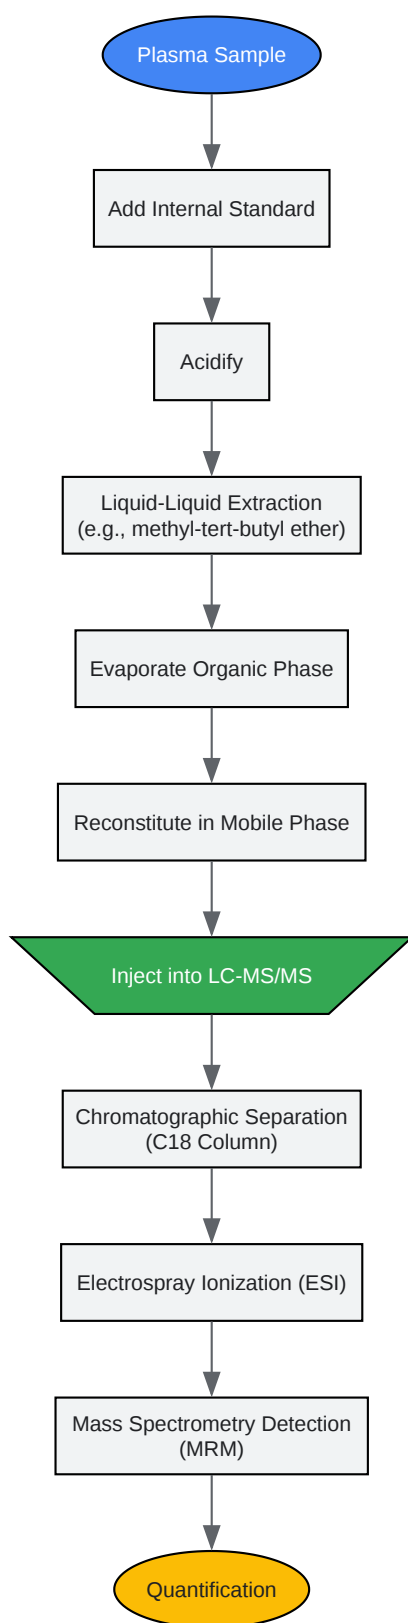 Plasma Sample
Add Internal Standard
Acidify
Liquid-Liquid Extraction
(e.g., methyl-tert-butyl ether)
Evaporate Organic Phase
Reconstitute in Mobile Phase
Inject into LC-MS/MS
Chromatographic Separation
(C18 Column)
Electrospray Ionization (ESI)
Mass Spectrometry Detection
(MRM)
Quantification